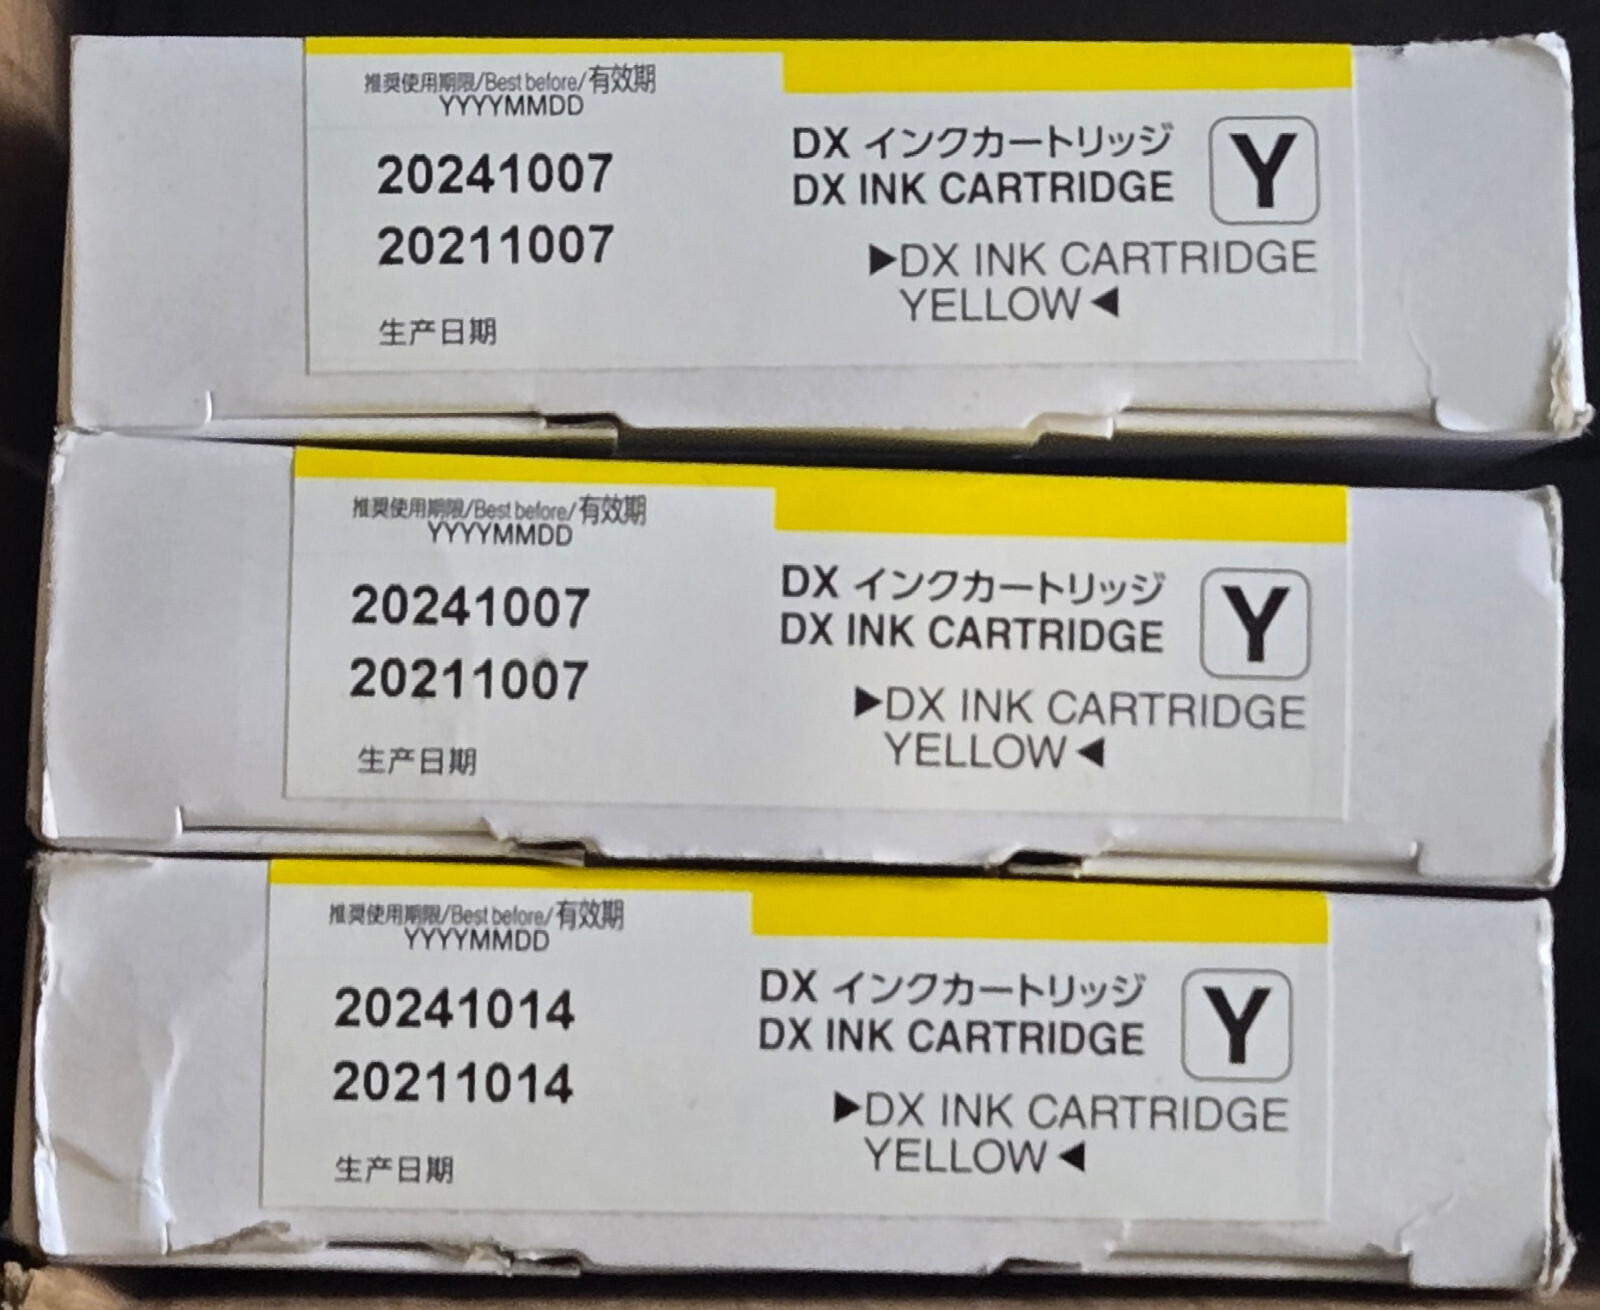 推奨使用期限/Best before/有效期
YYYYMMDD
20241007
20211007
生产日期
DX インクカートリッジ
DX INK CARTRIDGE
Y
▶DX INK CARTRIDGE
YELLOW◀
推奨使用期限/Best before/有效期
YYYYMMDD
20241007
20211007
生产日期
DX インクカートリッジ
DX INK CARTRIDGE
Y
▶DX INK CARTRIDGE
YELLOW◀
推奨使用期限/Best before/有效期
YYYYMMDD
20241014
20211014
生产日期
DX インクカートリッジ
DX INK CARTRIDGE
Y
▶DX INK CARTRIDGE
YELLOW◀